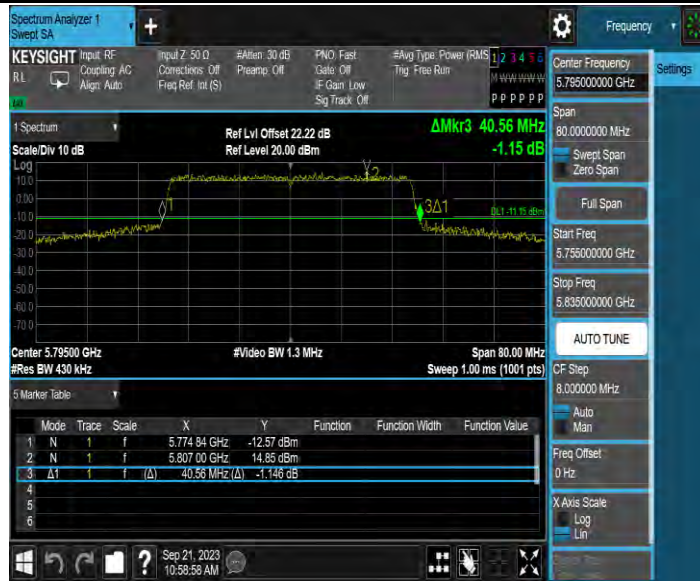 Spectrum Analyzer 1
Swept SA
+
Frequency
KEYSIGHT
RL
Input: RF
Coupling: AC
Align: Auto
Input Z: 50 Ω
Corrections: Off
Freq Ref: Int (S)
#Atten: 30 dB
Preamp: Off
PNO: Fast
Gate: Off
IF Gain: Low
Sig Track: Off
#Avg Type: Power (RMS
Trig: Free Run
1 2 3 4 5 6
M W W W W W
P P P P P P
1 Spectrum
Scale/Div 10 dB
Ref Lvl Offset 22.22 dB
Ref Level 20.00 dBm
ΔMkr3 40.56 MHz
-1.15 dB
Log
10.0
0.00
-10.0
-20.0
-30.0
-40.0
-50.0
-60.0
-70.0
1
2
3Δ1
DL1 -11.15 dBm
Center 5.79500 GHz
#Res BW 430 kHz
#Video BW 1.3 MHz
Span 80.00 MHz
Sweep 1.00 ms (1001 pts)
5 Marker Table
Mode Trace Scale X Y Function Function Width Function Value
1 N 1 f 5.774 84 GHz -12.57 dBm
2 N 1 f 5.807 00 GHz 14.85 dBm
3 Δ1 1 f (Δ) 40.56 MHz (Δ) -1.146 dB
4
5
6
Sep 21, 2023
10:58:58 AM
Center Frequency
5.795000000 GHz
Settings
Span
80.0000000 MHz
Swept Span
Zero Span
Full Span
Start Freq
5.755000000 GHz
Stop Freq
5.835000000 GHz
AUTO TUNE
CF Step
8.000000 MHz
Auto
Man
Freq Offset
0 Hz
X Axis Scale
Log
Lin